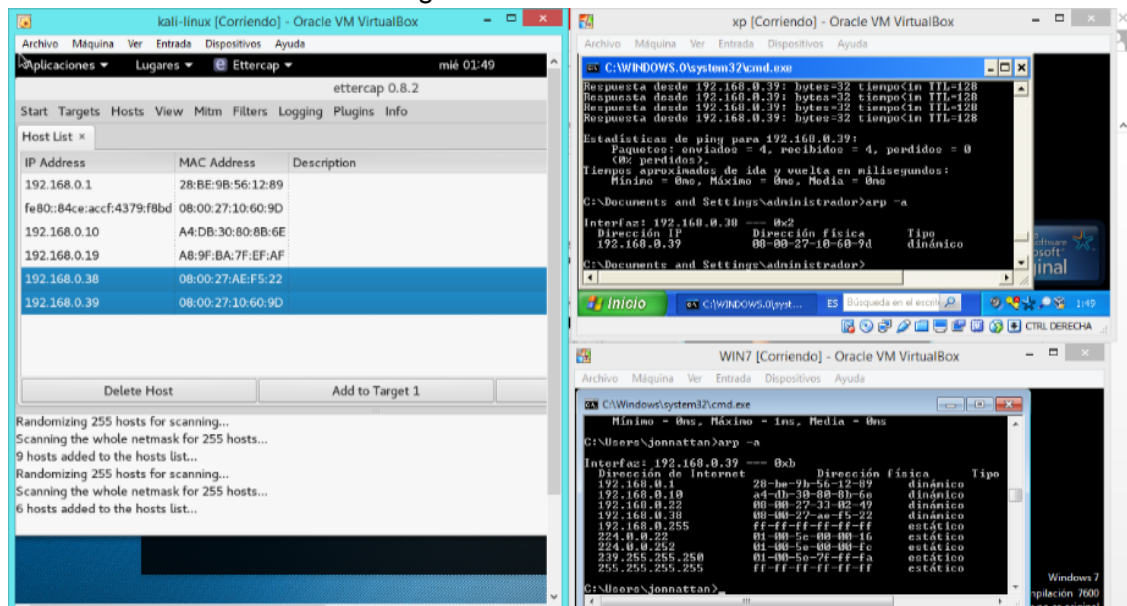 kali-linux [Corriendo] - Oracle VM VirtualBox
Archivo Máquina Ver Entrada Dispositivos Ayuda
Aplicaciones Lugares Ettercap mié 01:49
ettercap 0.8.2
Start Targets Hosts View Mitm Filters Logging Plugins Info
Host List ×
IP Address MAC Address Description
192.168.0.1 28:BE:9B:56:12:89
fe80::84ce:accf:4379:f8bd 08:00:27:10:60:9D
192.168.0.10 A4:DB:30:80:8B:6E
192.168.0.19 A8:9F:BA:7F:EF:AF
192.168.0.38 08:00:27:AE:F5:22
192.168.0.39 08:00:27:10:60:9D
Delete Host Add to Target 1
Randomizing 255 hosts for scanning...
Scanning the whole netmask for 255 hosts...
9 hosts added to the hosts list...
Randomizing 255 hosts for scanning...
Scanning the whole netmask for 255 hosts...
6 hosts added to the hosts list...
xp [Corriendo] - Oracle VM VirtualBox
Archivo Máquina Ver Entrada Dispositivos Ayuda
C:\WINDOWS.0\system32\cmd.exe
Respuesta desde 192.168.0.39: bytes=32 tiempo<1m TTL=128
Respuesta desde 192.168.0.39: bytes=32 tiempo<1m TTL=128
Respuesta desde 192.168.0.39: bytes=32 tiempo<1m TTL=128
Respuesta desde 192.168.0.39: bytes=32 tiempo<1m TTL=128
Estadísticas de ping para 192.168.0.39:
Paquetes: enviados = 4, recibidos = 4, perdidos = 0
(0% perdidos),
Tiempos aproximados de ida y vuelta en milisegundos:
Mínimo = 0ms, Máximo = 0ms, Media = 0ms
C:\Documents and Settings\administrador>arp -a
Interfaz: 192.168.0.38 --- 0x2
Dirección IP Dirección física Tipo
192.168.0.39 08-00-27-10-60-9d dinámico
C:\Documents and Settings\administrador>
Inicio C:\WINDOWS.0\syst... ES Búsqueda en el escrit 1:49
CTRL DERECHA
WIN7 [Corriendo] - Oracle VM VirtualBox
Archivo Máquina Ver Entrada Dispositivos Ayuda
C:\Windows\system32\cmd.exe
Mínimo = 0ms, Máximo = 1ms, Media = 0ms
C:\Users\jonnattan>arp -a
Interfaz: 192.168.0.39 --- 0xb
Dirección de Internet Dirección física Tipo
192.168.0.1 28-be-9b-56-12-89 dinámico
192.168.0.10 a4-db-30-80-8b-6e dinámico
192.168.0.22 08-00-27-33-02-49 dinámico
192.168.0.38 08-00-27-ae-f5-22 dinámico
192.168.0.255 ff-ff-ff-ff-ff-ff estático
224.0.0.22 01-00-5e-00-00-16 estático
224.0.0.252 01-00-5e-00-00-fc estático
239.255.255.250 01-00-5e-7f-ff-fa estático
255.255.255.255 ff-ff-ff-ff-ff-ff estático
C:\Users\jonnattan>_
Windows 7